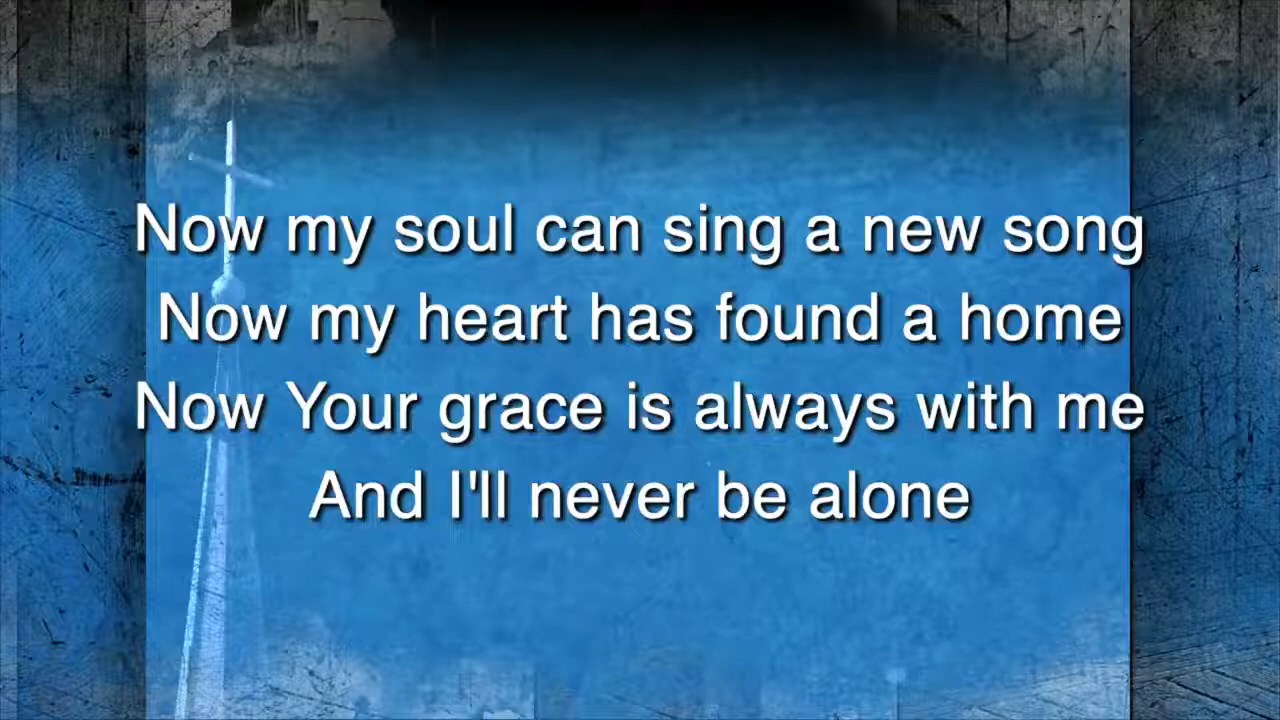 Now my soul can sing a new song
Now my heart has found a home
Now Your grace is always with me
And I'll never be alone